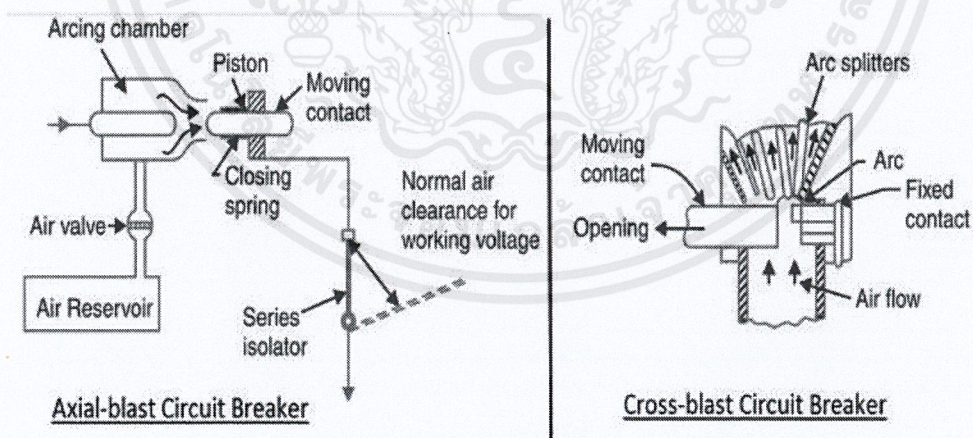 Arcing chamber
Piston
Moving
contact
Closing
spring
Air valve
Air Reservoir
Normal air
clearance for
working voltage
Series
isolator
Axial-blast Circuit Breaker
Arc splitters
Moving
contact
Arc
Fixed
contact
Opening
Air flow
Cross-blast Circuit Breaker